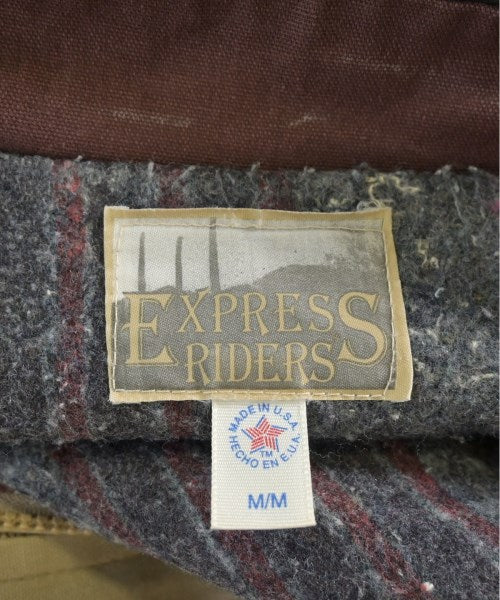 EXPRESS
RIDERS
MADE IN U.S.A.
TM
HECHO EN E.U.A.
M/M